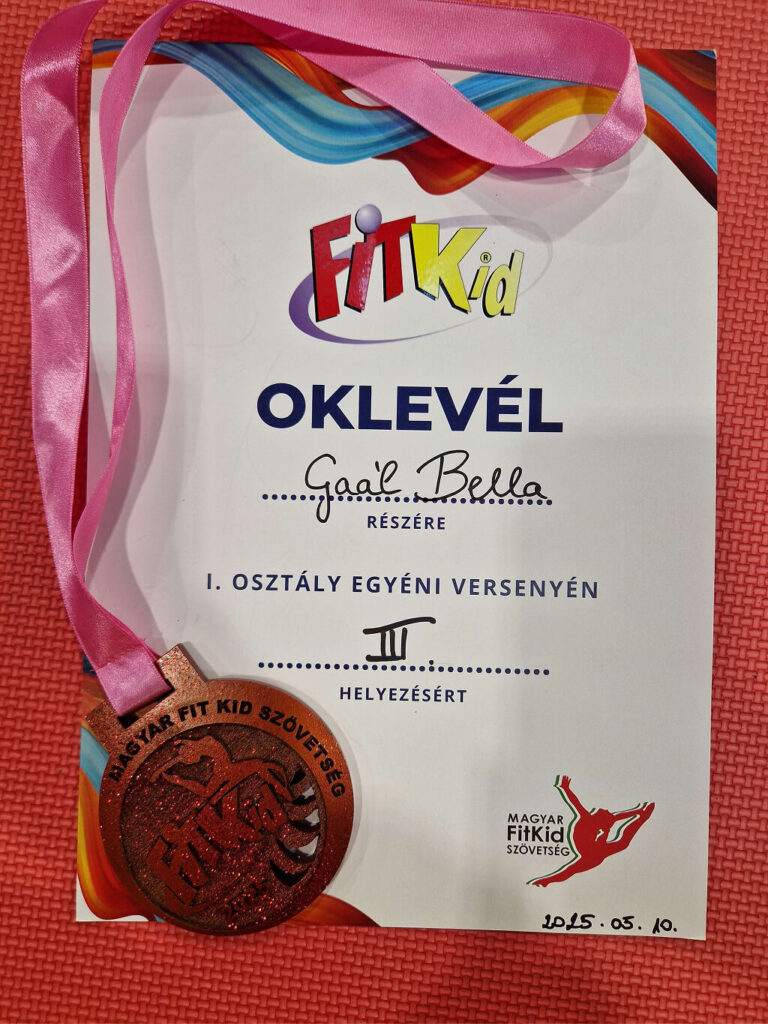 FiTKid
®
OKLEVÉL
Gaál Bella
RÉSZÉRE
I. OSZTÁLY EGYÉNI VERSENYÉN
III.
HELYEZÉSÉRT
MAGYAR FIT KID SZÖVETSÉG
FiTKid
MAGYAR
FitKid
SZÖVETSÉG
2025.05.10.